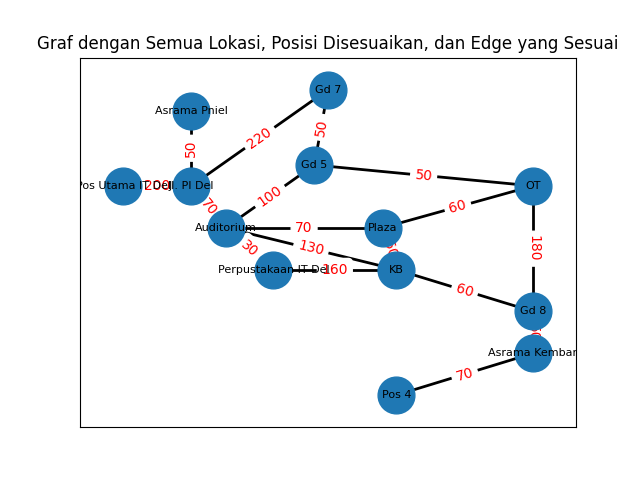 Graf dengan Semua Lokasi, Posisi Disesuaikan, dan Edge yang Sesuai
Gd 7
Asrama Pniel
220
50
50
Gd 5
50
Pos Utama IT Del
200
Jl. PI Del
OT
100
70
60
Auditorium
70
Plaza
30
130
180
Perpustakaan IT Del
160
KB
60
Gd 8
Asrama Kembar
70
Pos 4